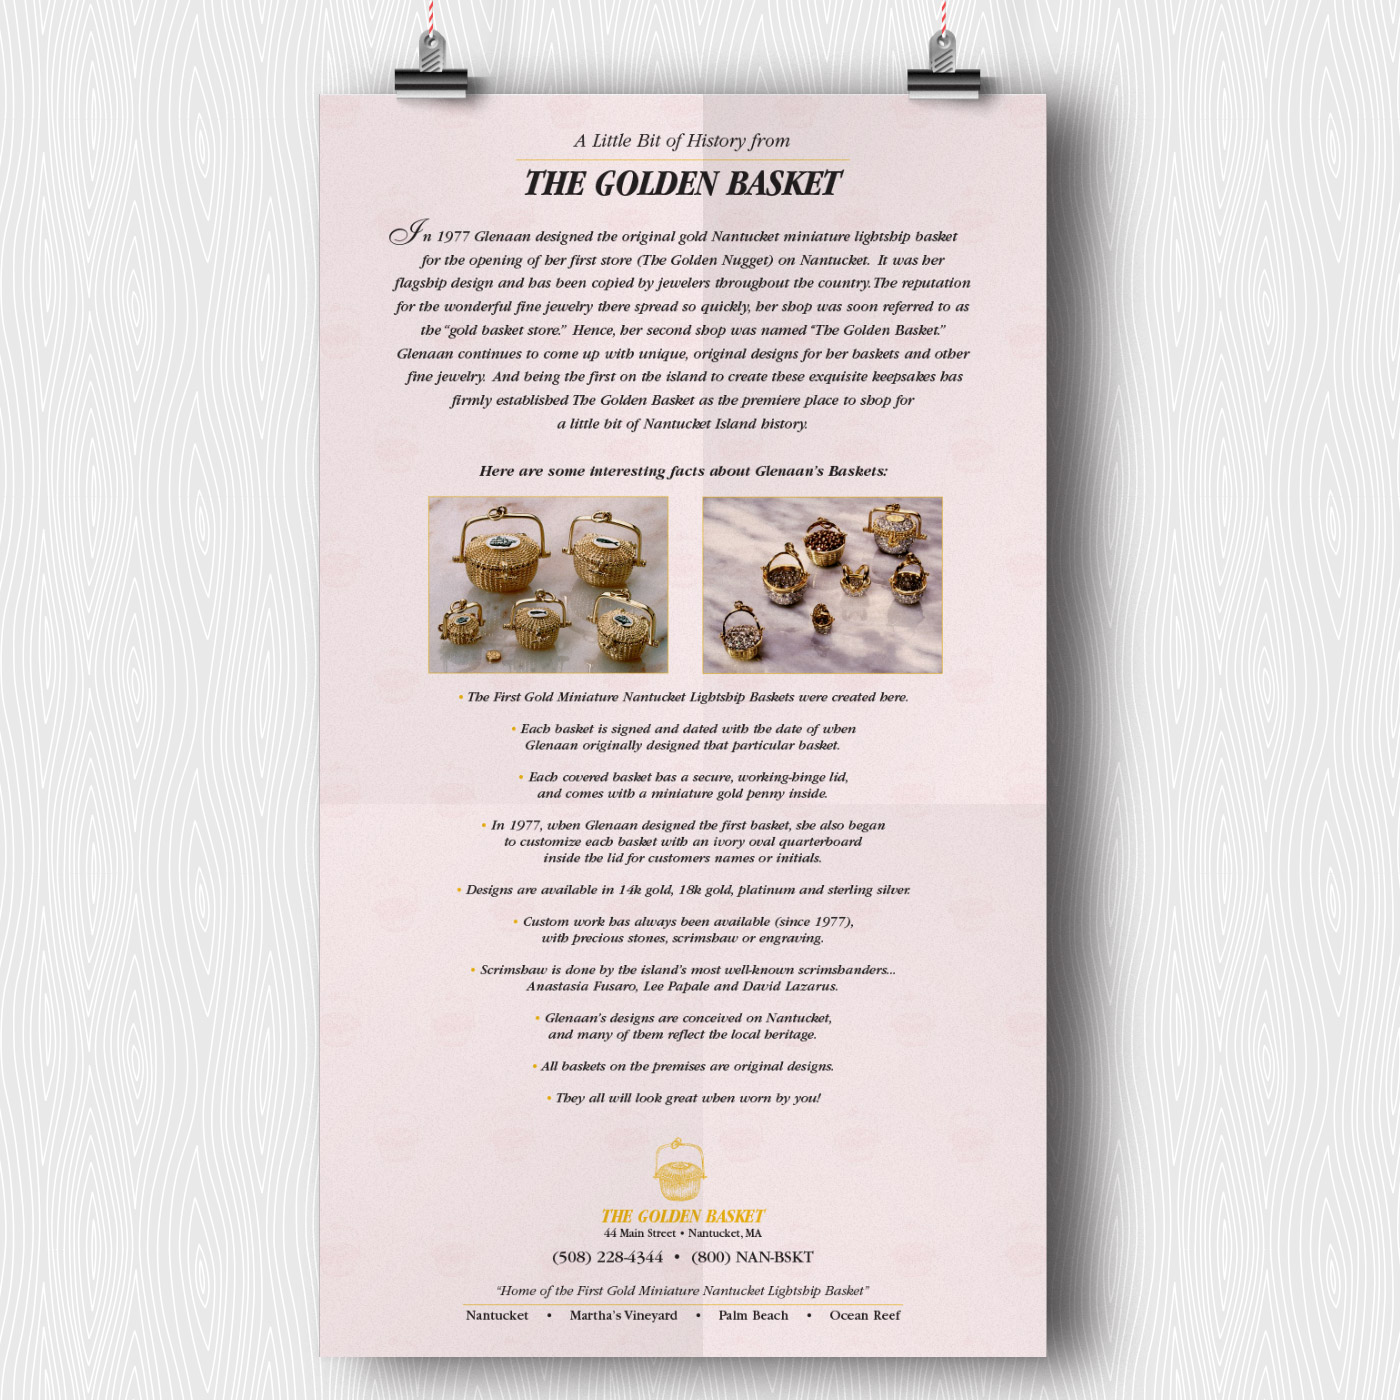 A Little Bit of History from
THE GOLDEN BASKET
In 1977 Glenaan designed the original gold Nantucket miniature lightship basket
for the opening of her first store (The Golden Nugget) on Nantucket. It was her
flagship design and has been copied by jewelers throughout the country. The reputation
for the wonderful fine jewelry there spread so quickly, her shop was soon referred to as
the “gold basket store.” Hence, her second shop was named “The Golden Basket.”
Glenaan continues to come up with unique, original designs for her baskets and other
fine jewelry. And being the first on the island to create these exquisite keepsakes has
firmly established The Golden Basket as the premiere place to shop for
a little bit of Nantucket Island history.
Here are some interesting facts about Glenaan's Baskets:
• The First Gold Miniature Nantucket Lightship Baskets were created here.
• Each basket is signed and dated with the date of when
Glenaan originally designed that particular basket.
• Each covered basket has a secure, working-hinge lid,
and comes with a miniature gold penny inside.
• In 1977, when Glenaan designed the first basket, she also began
to customize each basket with an ivory oval quarterboard
inside the lid for customers names or initials.
• Designs are available in 14k gold, 18k gold, platinum and sterling silver.
• Custom work has always been available (since 1977),
with precious stones, scrimshaw or engraving.
• Scrimshaw is done by the island's most well-known scrimshanders...
Anastasia Fusaro, Lee Papale and David Lazarus.
• Glenaan's designs are conceived on Nantucket,
and many of them reflect the local heritage.
• All baskets on the premises are original designs.
• They all will look great when worn by you!
THE GOLDEN BASKET
44 Main Street • Nantucket, MA
(508) 228-4344 • (800) NAN-BSKT
“Home of the First Gold Miniature Nantucket Lightship Basket”
Nantucket • Martha's Vineyard • Palm Beach • Ocean Reef